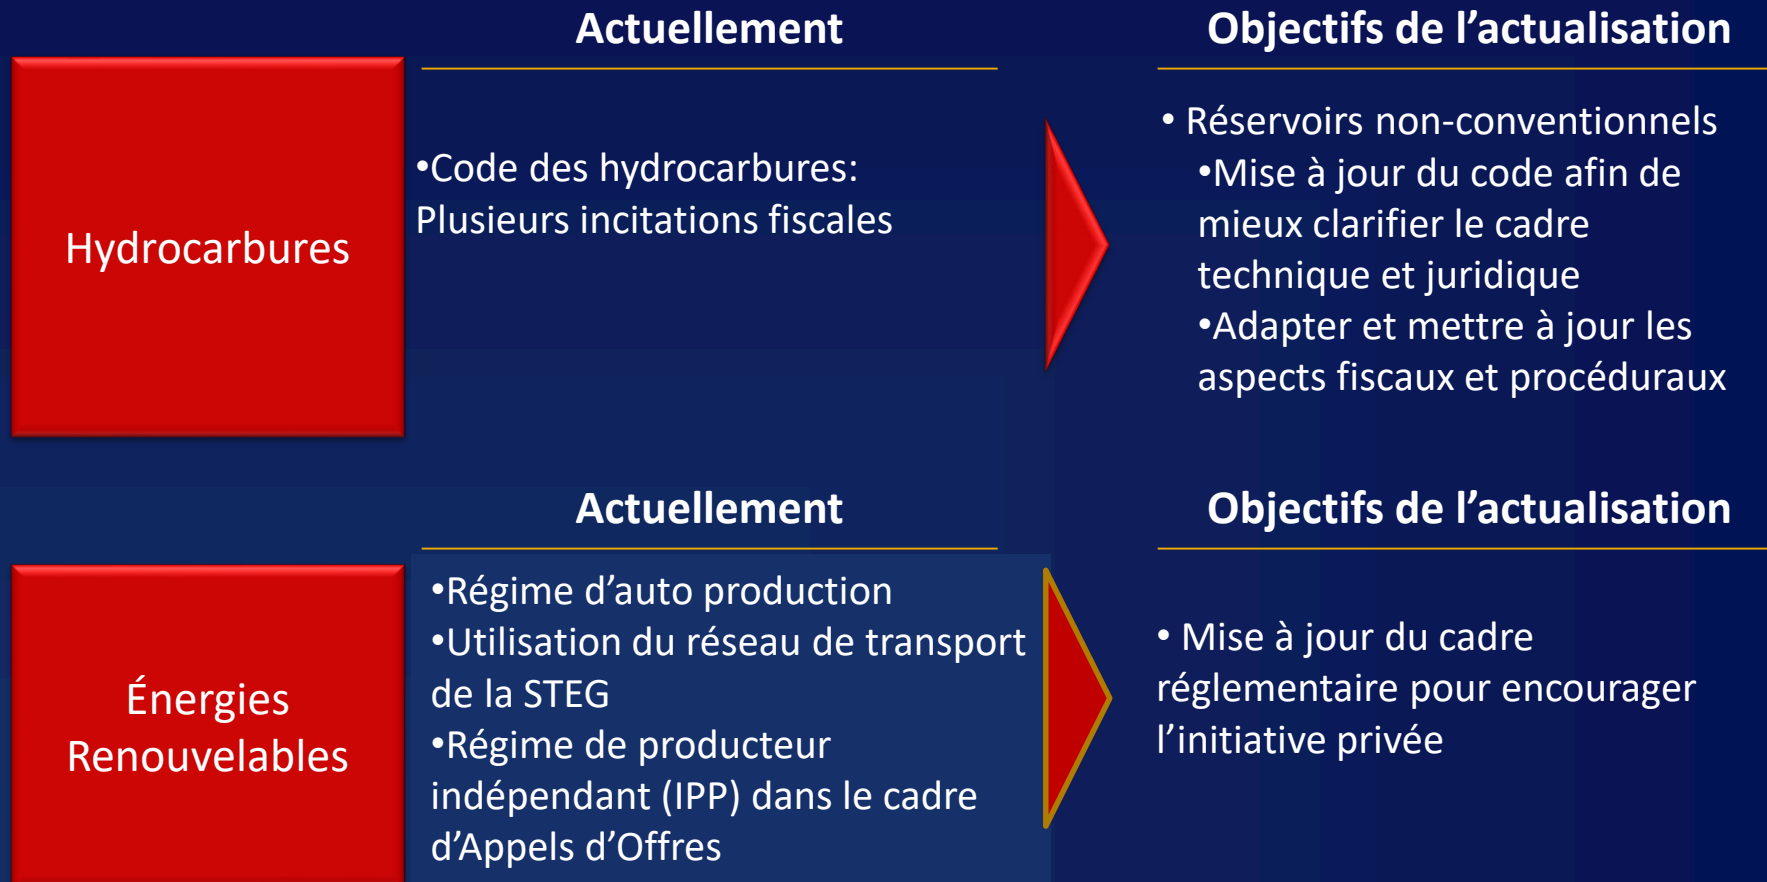 Actuellement
Objectifs de l’actualisation
Hydrocarbures
•Code des hydrocarbures:
Plusieurs incitations fiscales
• Réservoirs non-conventionnels
•Mise à jour du code afin de
mieux clarifier le cadre
technique et juridique
•Adapter et mettre à jour les
aspects fiscaux et procéduraux
Actuellement
Objectifs de l’actualisation
Énergies
Renouvelables
•Régime d’auto production
•Utilisation du réseau de transport
de la STEG
•Régime de producteur
indépendant (IPP) dans le cadre
d’Appels d’Offres
• Mise à jour du cadre
réglementaire pour encourager
l’initiative privée